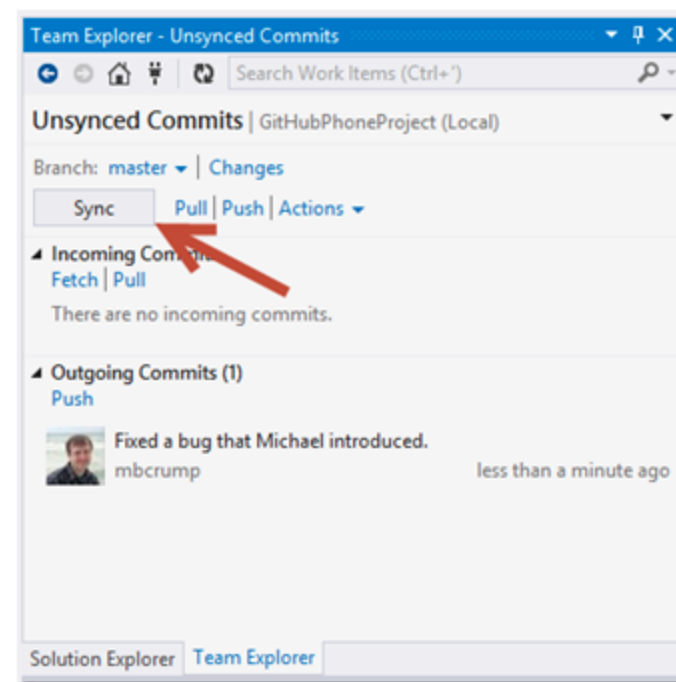 Team Explorer - Unsynced Commits
Search Work Items (Ctrl+')
Unsynced Commits | GitHubPhoneProject (Local)
Branch: master | Changes
Sync Pull | Push | Actions
Incoming
Fetch | Pull
There are no incoming commits.
Outgoing Commits (1)
Push
Fixed a bug that Michael introduced.
mbcrump less than a minute ago
Solution Explorer Team Explorer